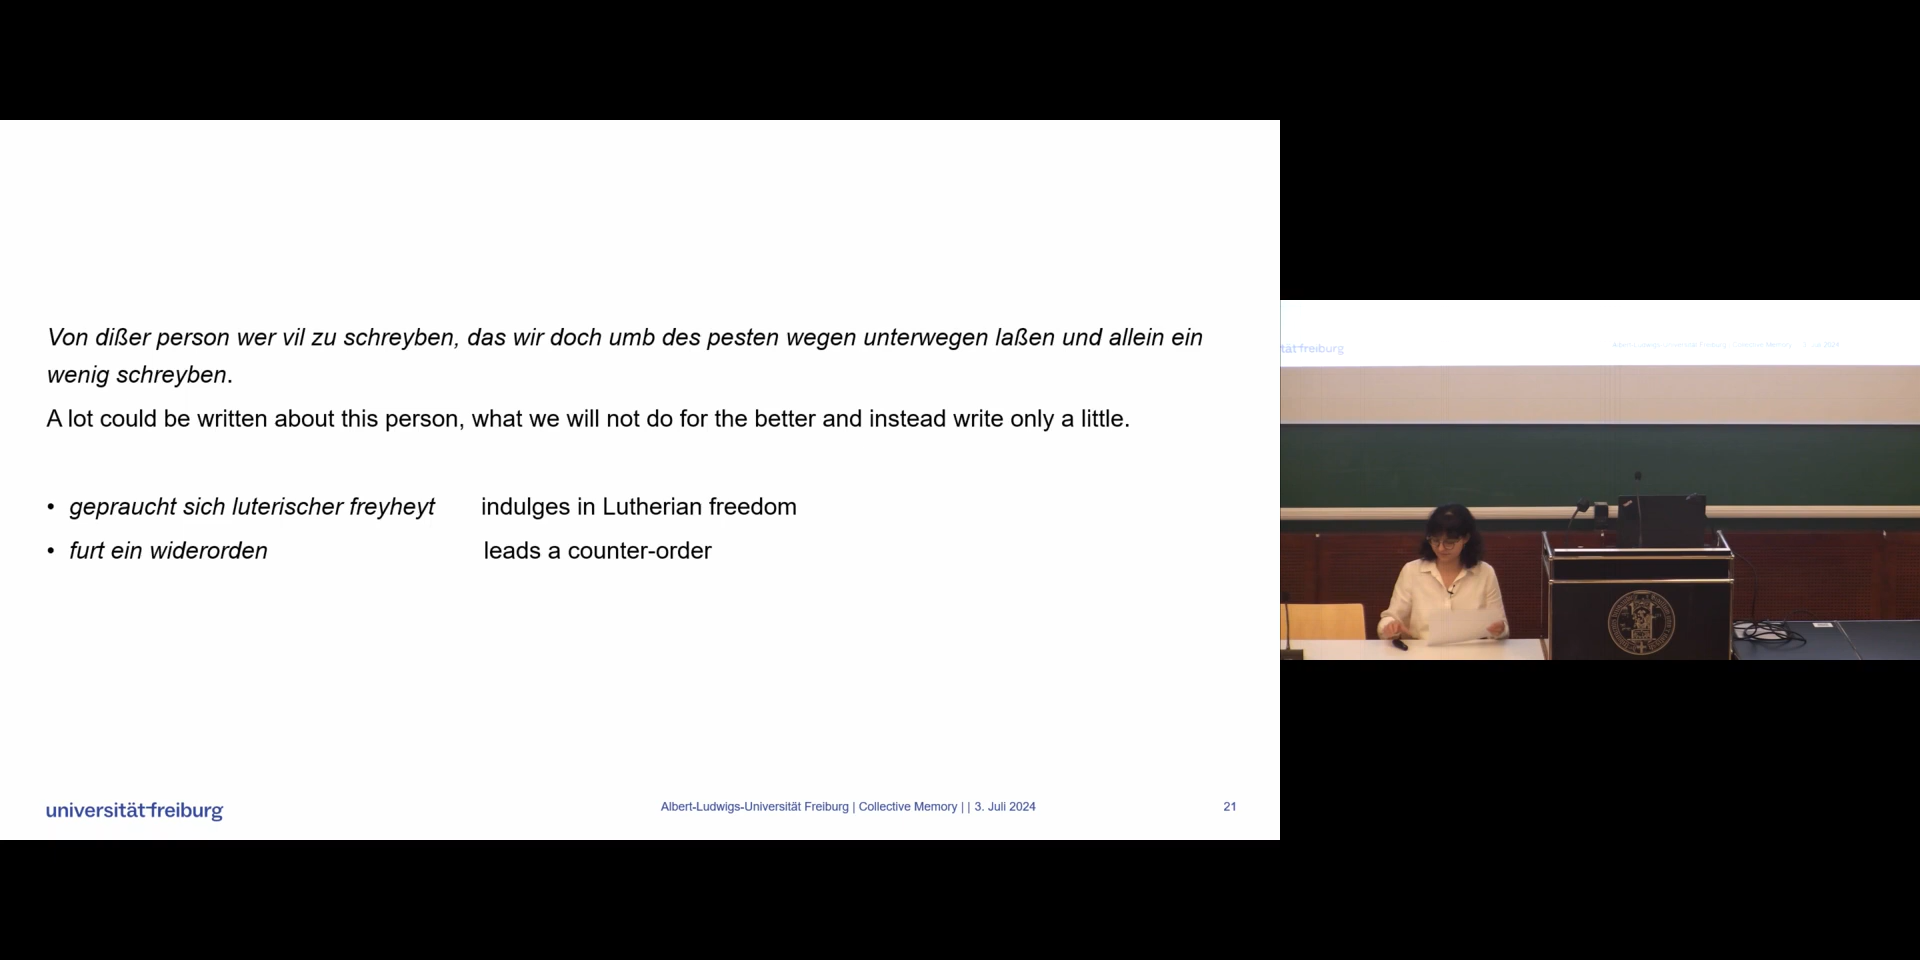 Von dißer person wer vil zu schreyben, das wir doch umb des pesten wegen unterwegen laßen und allein ein
wenig schreyben.
A lot could be written about this person, what we will not do for the better and instead write only a little.
• gepraucht sich luterischer freyheyt indulges in Lutherian freedom
• furt ein widerorden leads a counter-order
universität freiburg
Albert-Ludwigs-Universität Freiburg | Collective Memory | | 3. Juli 2024
21
tät freiburg